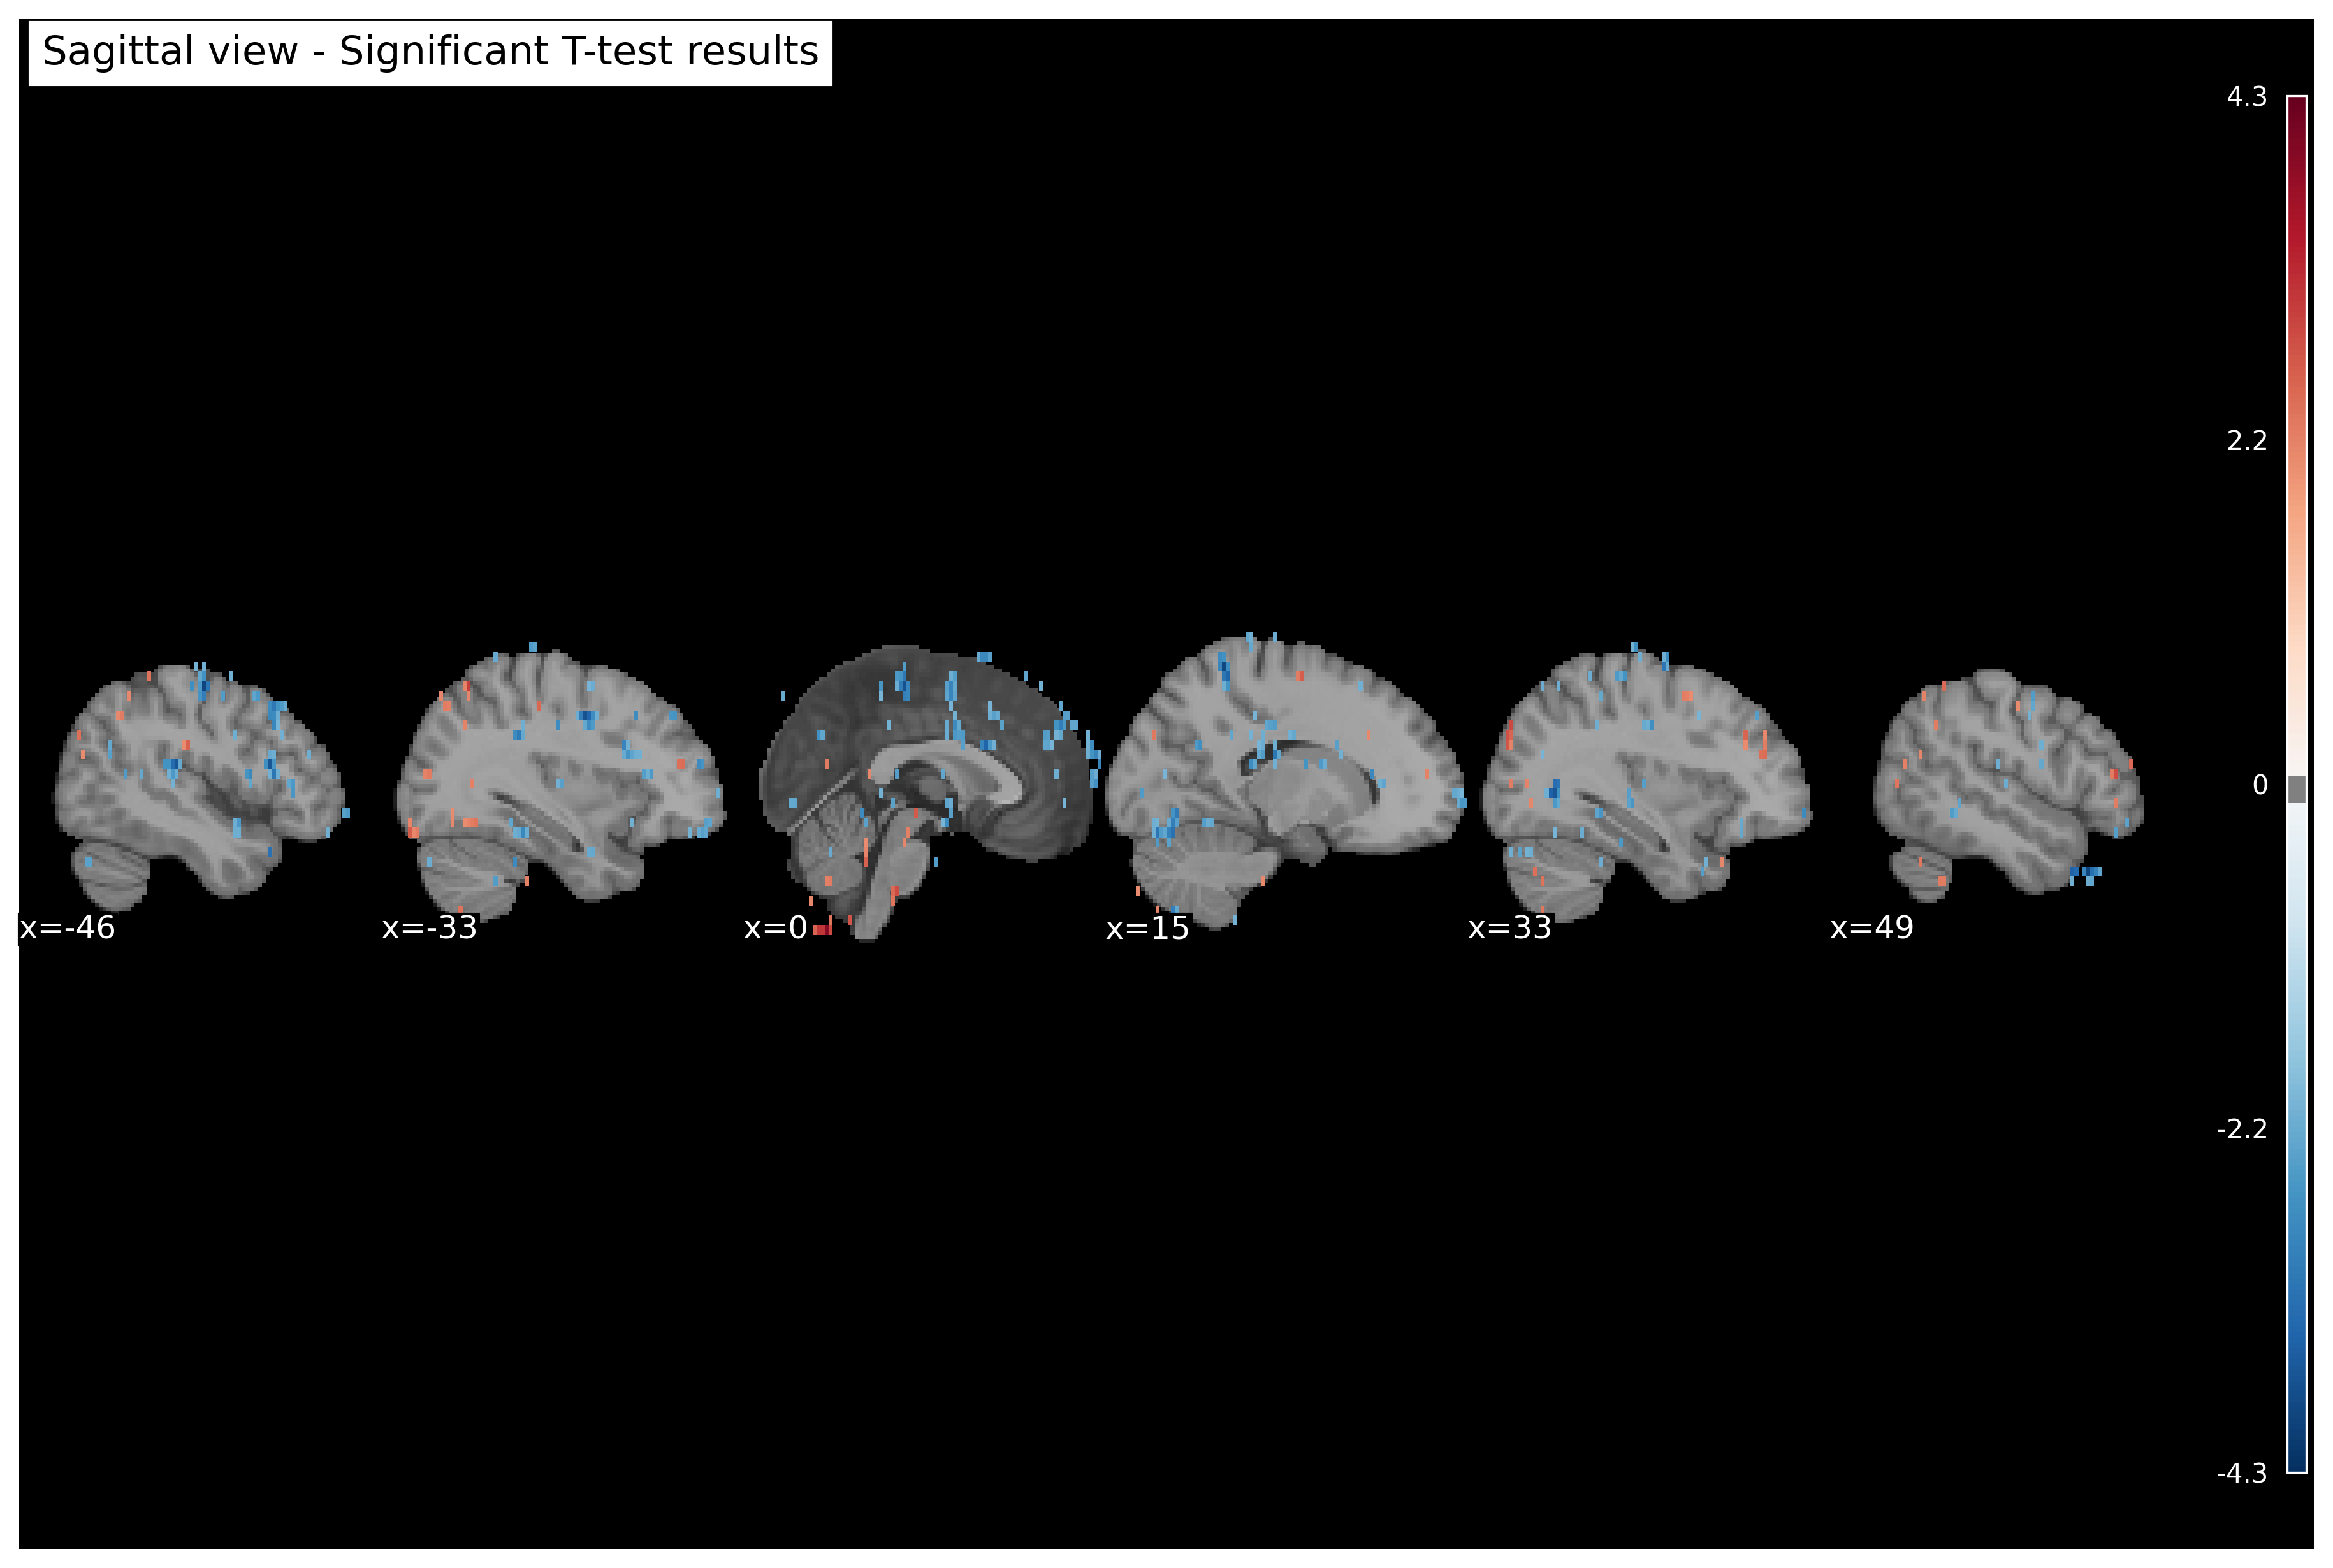 Sagittal view - Significant T-test results
4.3
2.2
0
-2.2
-4.3
x=-46
x=-33
x=0
x=15
x=33
x=49